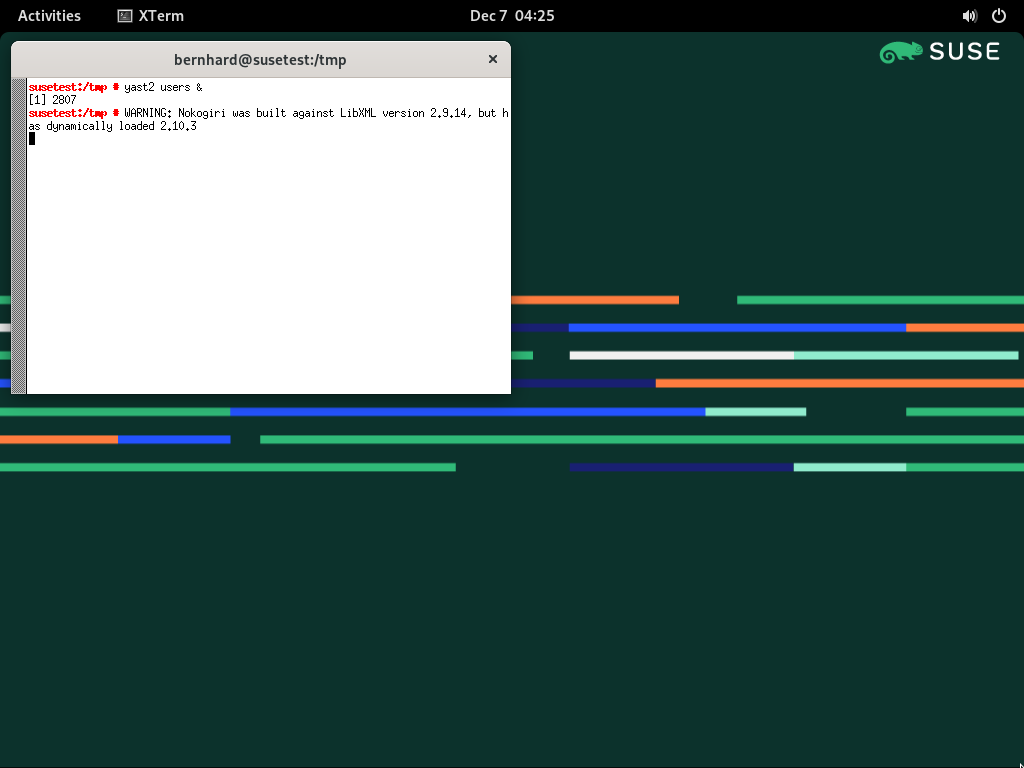 Activities XTerm Dec 7 04:25
SUSE
bernhard@susetest:/tmp
susetest:/tmp # yast2 users &
[1] 2807
susetest:/tmp # WARNING: Nokogiri was built against LibXML version 2.9.14, but h
as dynamically loaded 2.10.3